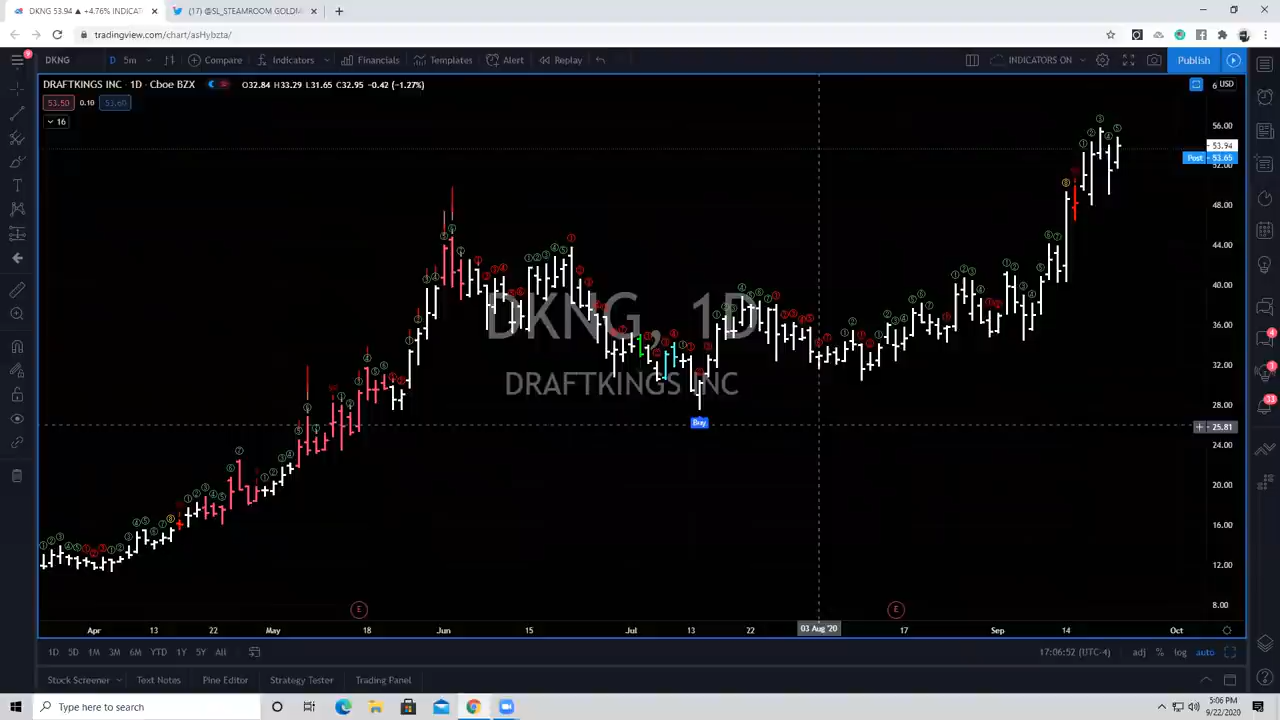 DKNG 53.94 ▲ +4.76% INDICAT
(17) @SL_STEAMROOM.GOLDIA
tradingview.com/chart/asHybzta/
DKNG D 5m Compare Indicators Financials Templates Alert Replay INDICATORS ON Publish
DRAFTKINGS INC · 1D · Cboe BZX O32.84 H33.29 L31.65 C32.95 -0.42 (-1.27%)
53.50 0.10 53.60
16
6 USD
56.00
53.94
Post 53.65
52.00
48.00
44.00
40.00
36.00
32.00
28.00
25.81
24.00
20.00
16.00
12.00
8.00
DKNG, 1D
DRAFTKINGS INC
Buy
E E
Apr 13 22 May 18 Jun 15 Jul 13 22 03 Aug '20 17 Sep 14 Oct
1D 5D 1M 3M 6M YTD 1Y 5Y All 17:06:52 (UTC-4) adj % log auto
Stock Screener Text Notes Pine Editor Strategy Tester Trading Panel
Type here to search
5:06 PM
9/22/2020